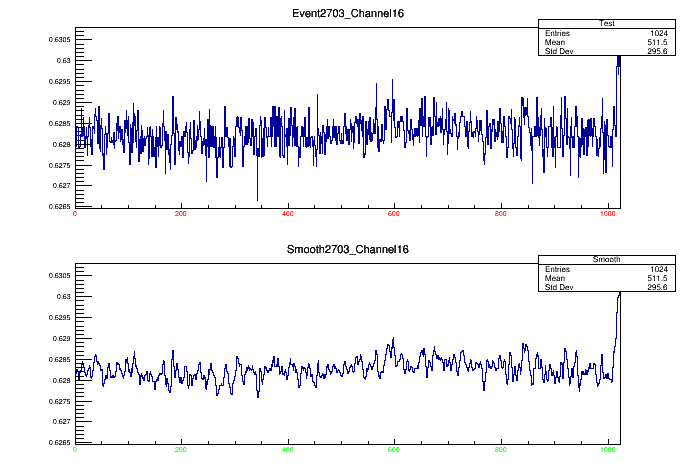 Event2703_Channel16
Test
Entries 1024
Mean 511.5
Std Dev 295.6
0.6305
0.63
0.6295
0.629
0.6285
0.628
0.6275
0.627
0.6265
0 200 400 600 800 1000
Smooth2703_Channel16
Smooth
Entries 1024
Mean 511.5
Std Dev 295.6
0.6305
0.63
0.6295
0.629
0.6285
0.628
0.6275
0.627
0.6265
0 200 400 600 800 1000